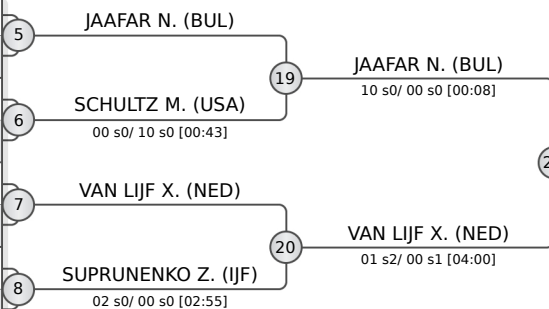 5
JAAFAR N. (BUL)
19
JAAFAR N. (BUL)
10 s0/ 00 s0 [00:08]
6
SCHULTZ M. (USA)
00 s0/ 10 s0 [00:43]
7
VAN LIJF X. (NED)
20
VAN LIJF X. (NED)
01 s2/ 00 s1 [04:00]
8
SUPRUNENKO Z. (IJF)
02 s0/ 00 s0 [02:55]